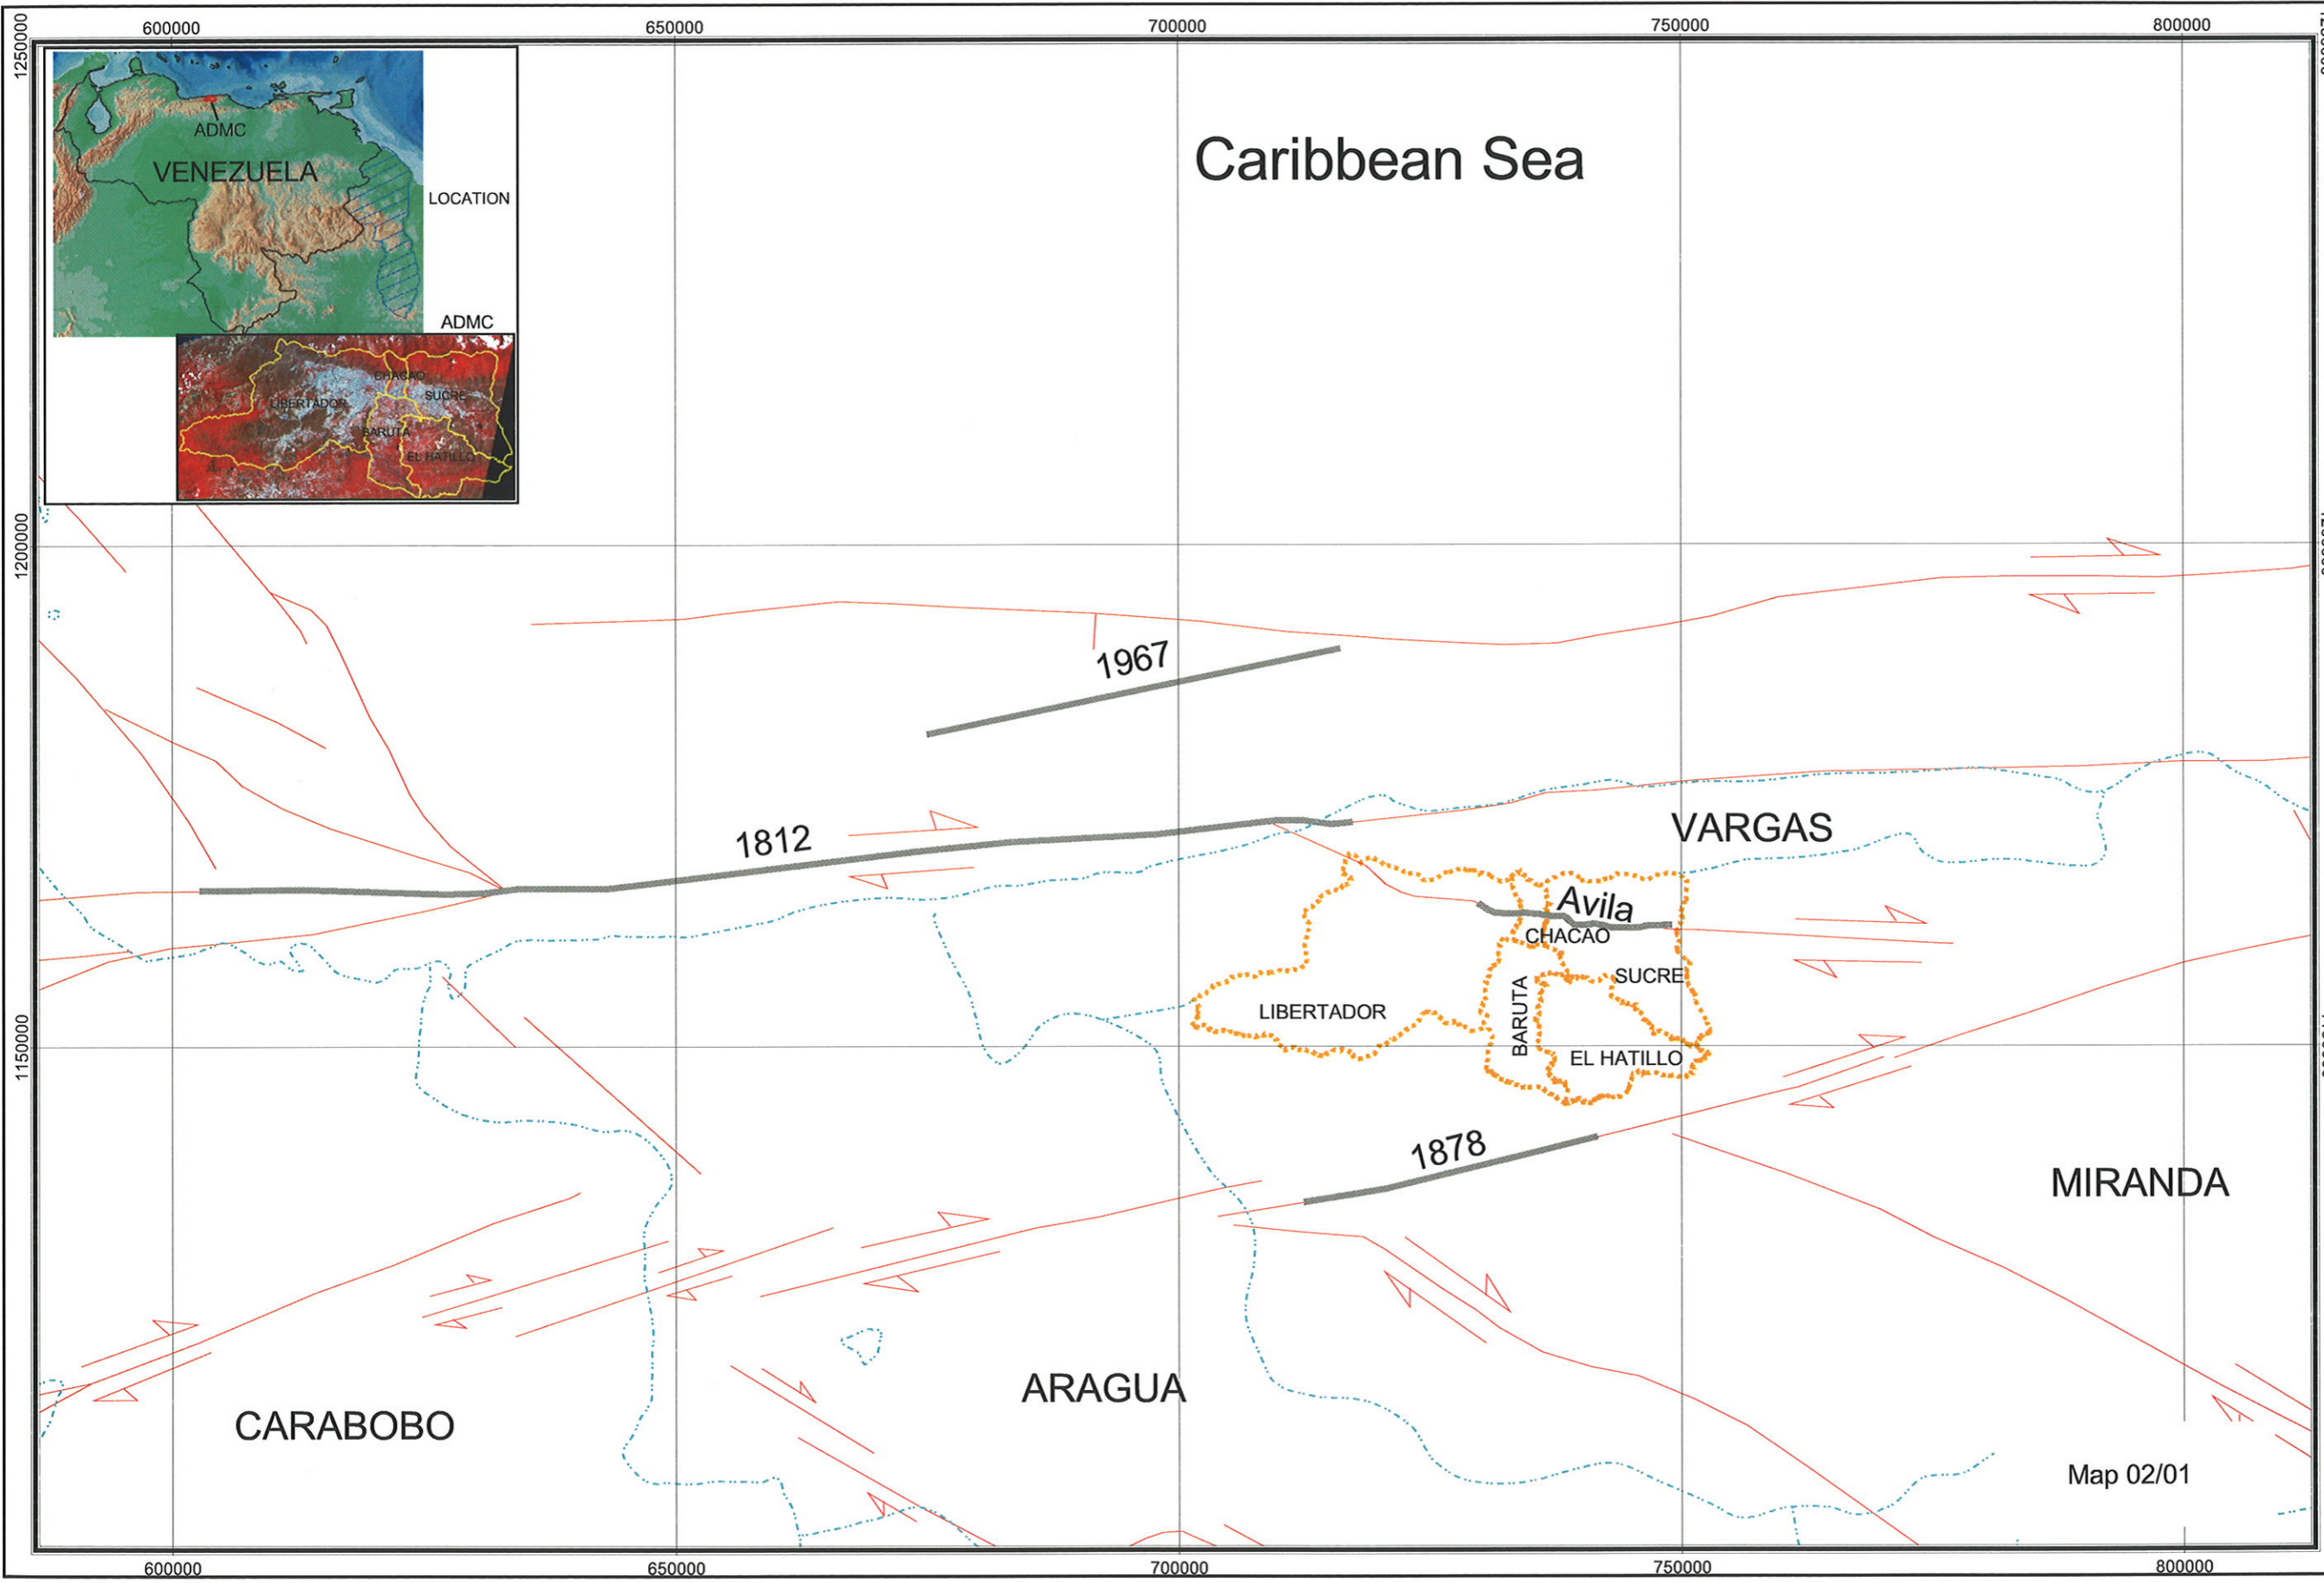 600000
650000
700000
750000
800000
1250000
ADMC
VENEZUELA
LOCATION
ADMC
CHACAO
LIBERTADOR
SUCRE
BARUTA
EL HATILLO
Caribbean Sea
1200000
1967
1812
VARGAS
Avila
CHACAO
SUCRE
LIBERTADOR
BARUTA
EL HATILLO
1150000
1878
MIRANDA
ARAGUA
CARABOBO
Map 02/01
600000
650000
700000
750000
800000